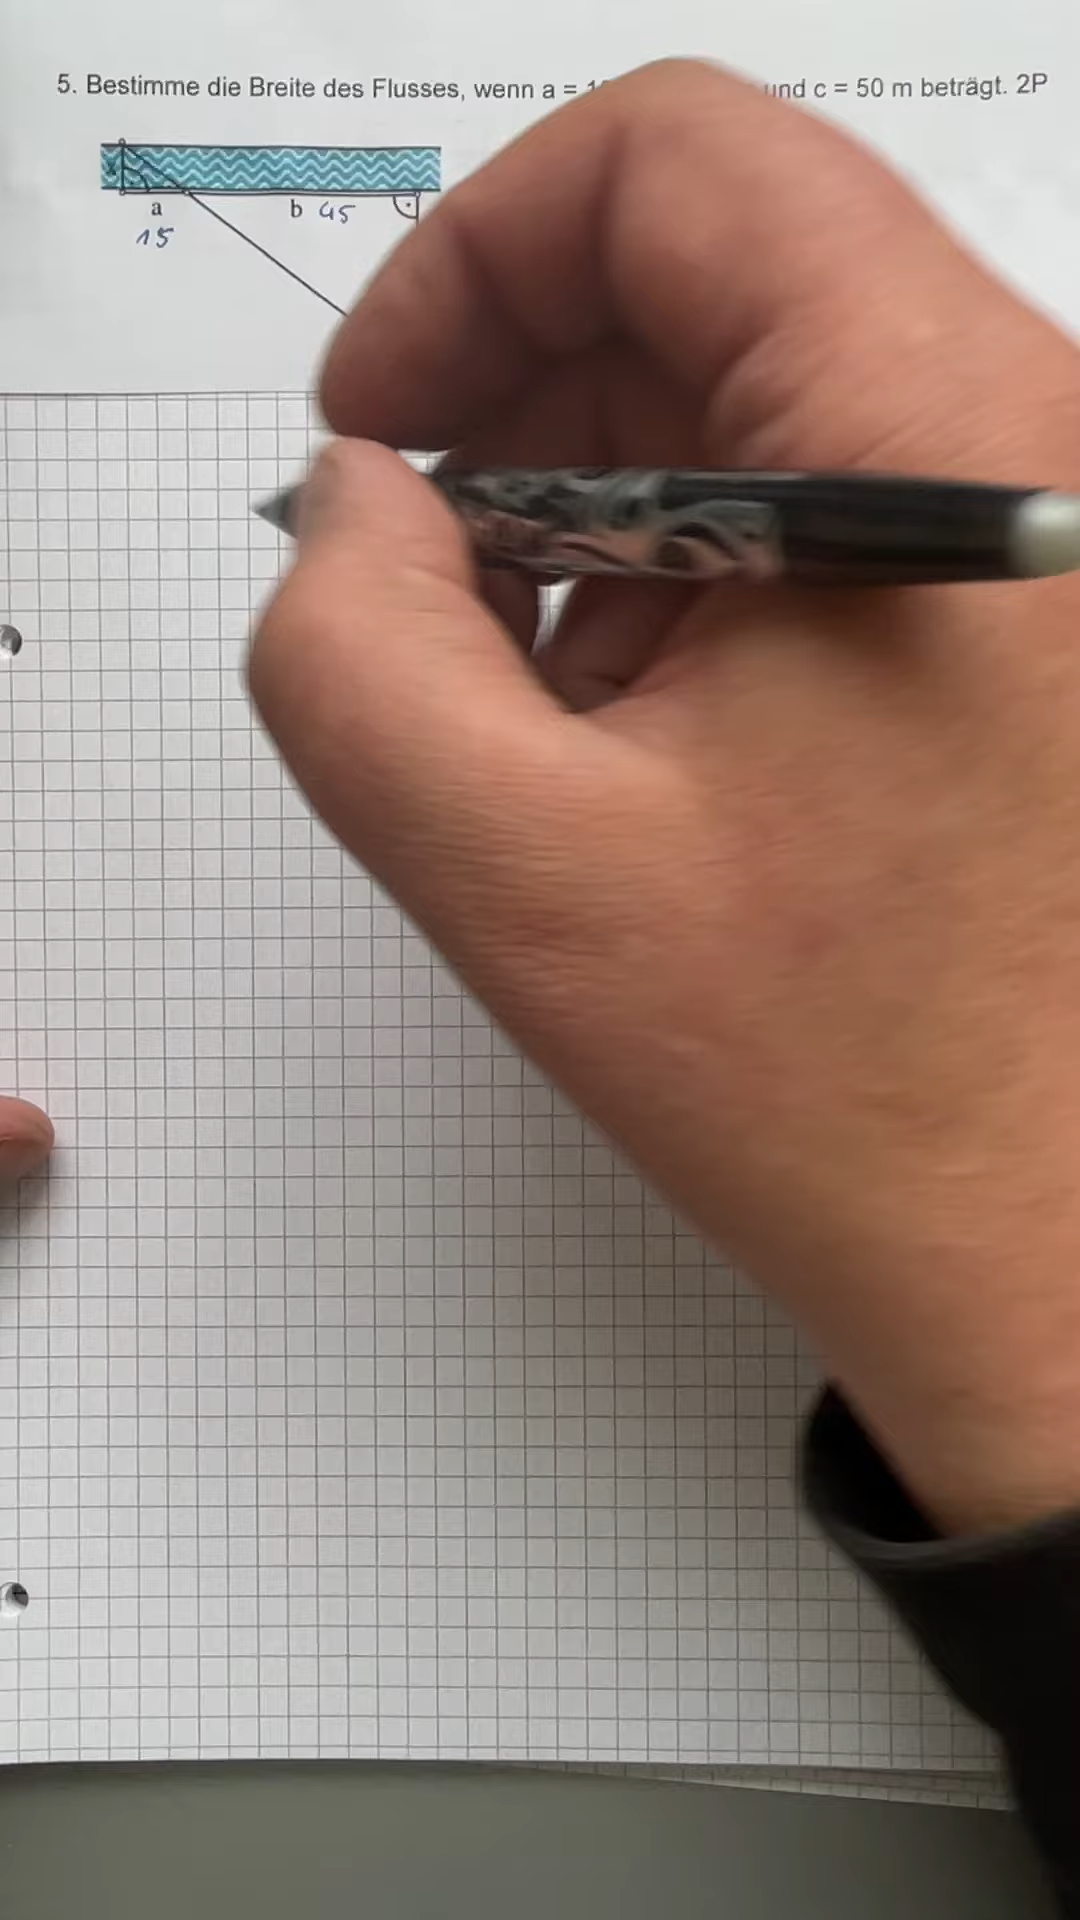 5. Bestimme die Breite des Flusses, wenn a = und c = 50 m beträgt. 2P
a b 45
15